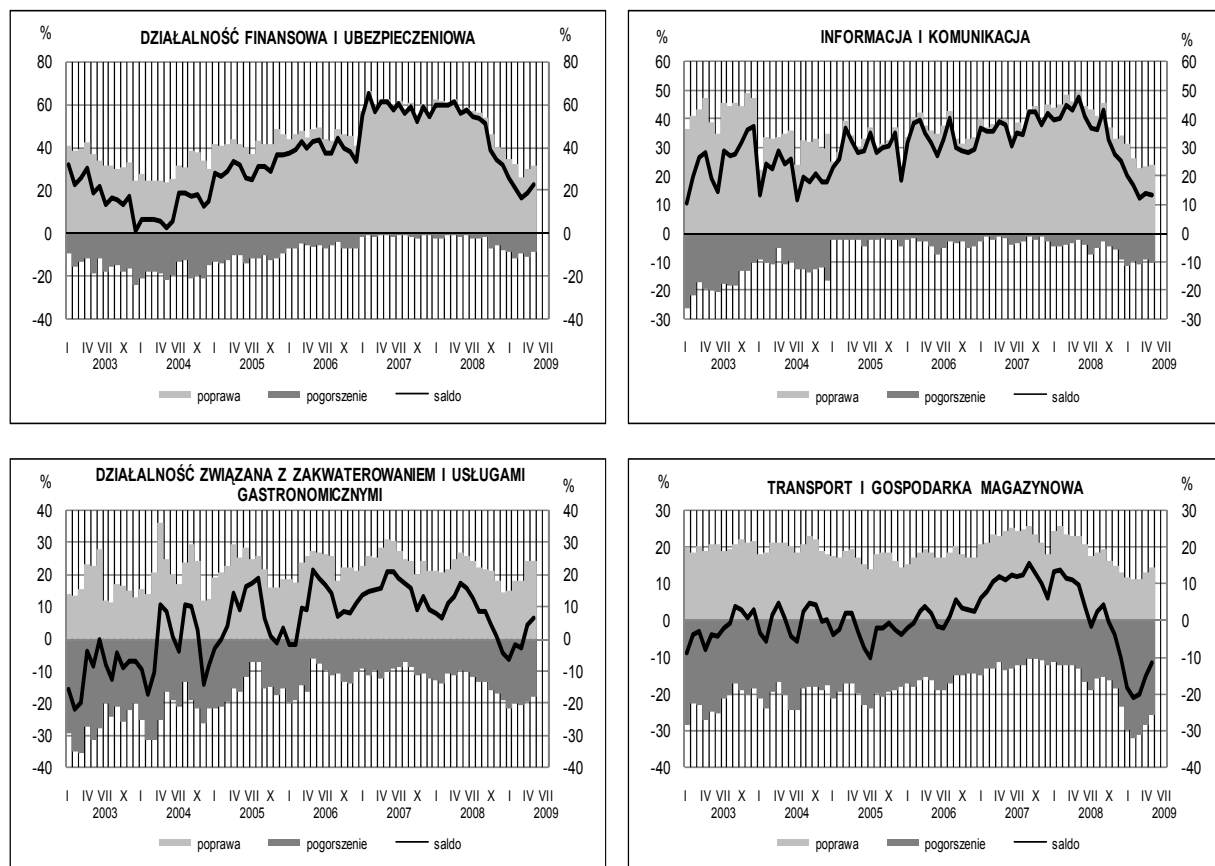 DZIAŁALNOŚĆ FINANSOWA I UBEZPIECZENIOWA
% %
80 80
60 60
40 40
20 20
0 0
-20 -20
-40 -40
I IV VII X I IV VII X I IV VII X I IV VII X I IV VII X I IV VII X I IV VII
2003 2004 2005 2006 2007 2008 2009
poprawa pogorszenie saldo
INFORMACJA I KOMUNIKACJA
% %
60 60
50 50
40 40
30 30
20 20
10 10
0 0
-10 -10
-20 -20
-30 -30
I IV VII X I IV VII X I IV VII X I IV VII X I IV VII X I IV VII X I IV VII
2003 2004 2005 2006 2007 2008 2009
poprawa pogorszenie saldo
DZIAŁALNOŚĆ ZWIĄZANA Z ZAKWATEROWANIEM I USŁUGAMI
GASTRONOMICZNYMI
% %
40 40
30 30
20 20
10 10
0 0
-10 -10
-20 -20
-30 -30
-40 -40
I IV VII X I IV VII X I IV VII X I IV VII X I IV VII X I IV VII X I IV VII
2003 2004 2005 2006 2007 2008 2009
poprawa pogorszenie saldo
TRANSPORT I GOSPODARKA MAGAZYNOWA
% %
30 30
20 20
10 10
0 0
-10 -10
-20 -20
-30 -30
-40 -40
I IV VII X I IV VII X I IV VII X I IV VII X I IV VII X I IV VII X I IV VII
2003 2004 2005 2006 2007 2008 2009
poprawa pogorszenie saldo